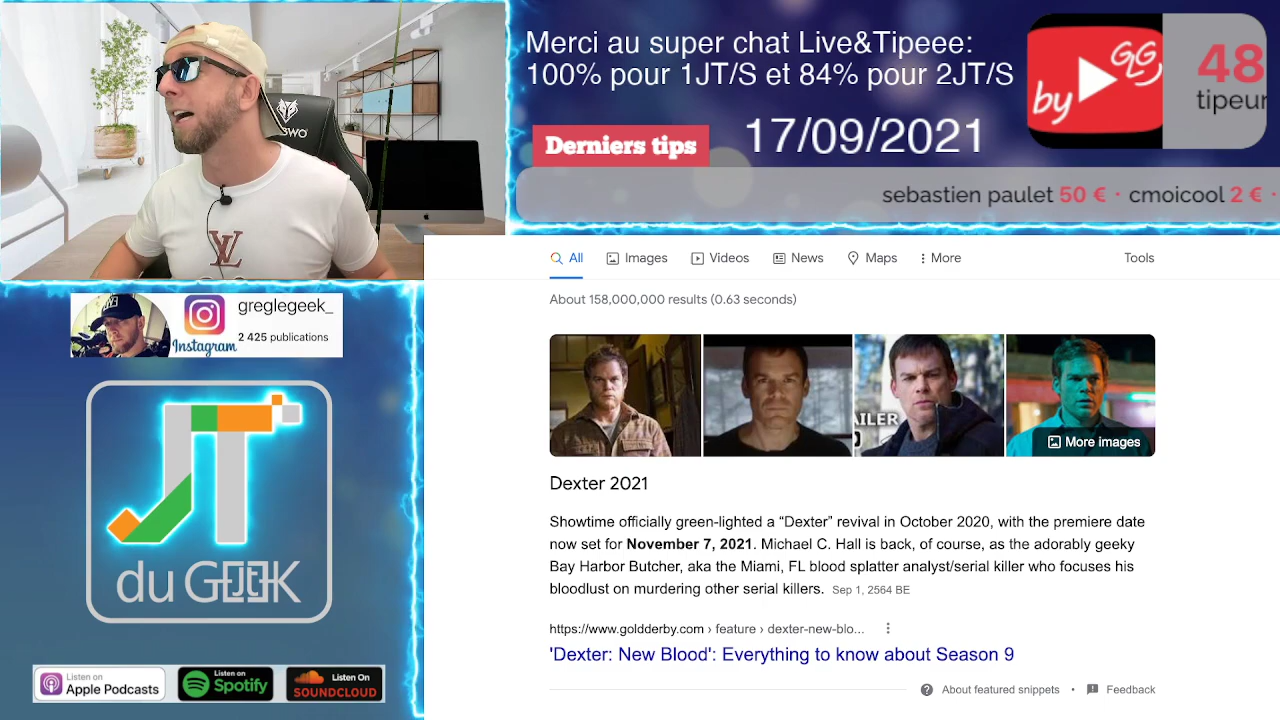 Merci au super chat Live&Tipeee:
100% pour 1JT/S et 84% pour 2JT/S
by GG
48
tipeur
Derniers tips
17/09/2021
sebastien paulet 50 € · cmoicool 2 € ·
LV
greglegeek_
2 425 publications
Instagram
JT
du GEEK
Listen on
Apple Podcasts
Listen on
Spotify
Listen On
SOUNDCLOUD
All Images Videos News Maps More Tools
About 158,000,000 results (0.63 seconds)
AILER
More images
Dexter 2021
Showtime officially green-lighted a “Dexter” revival in October 2020, with the premiere date
now set for November 7, 2021. Michael C. Hall is back, of course, as the adorably geeky
Bay Harbor Butcher, aka the Miami, FL blood splatter analyst/serial killer who focuses his
bloodlust on murdering other serial killers. Sep 1, 2564 BE
https://www.goldderby.com › feature › dexter-new-blo...
'Dexter: New Blood': Everything to know about Season 9
About featured snippets • Feedback